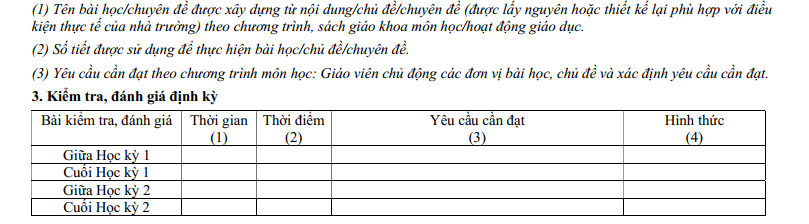 (1) Tên bài học/chuyên đề được xây dựng từ nội dung/chủ đề/chuyên đề (được lấy nguyên hoặc thiết kế lại phù hợp với điều
kiện thực tế của nhà trường) theo chương trình, sách giáo khoa môn học/hoạt động giáo dục.
(2) Số tiết được sử dụng để thực hiện bài học/chủ đề/chuyên đề.
(3) Yêu cầu cần đạt theo chương trình môn học: Giáo viên chủ động các đơn vị bài học, chủ đề và xác định yêu cầu cần đạt.
3. Kiểm tra, đánh giá định kỳ
Bài kiểm tra, đánh giá Thời gian Thời điểm Yêu cầu cần đạt Hình thức
(1) (2) (3) (4)
Giữa Học kỳ 1
Cuối Học kỳ 1
Giữa Học kỳ 2
Cuối Học kỳ 2